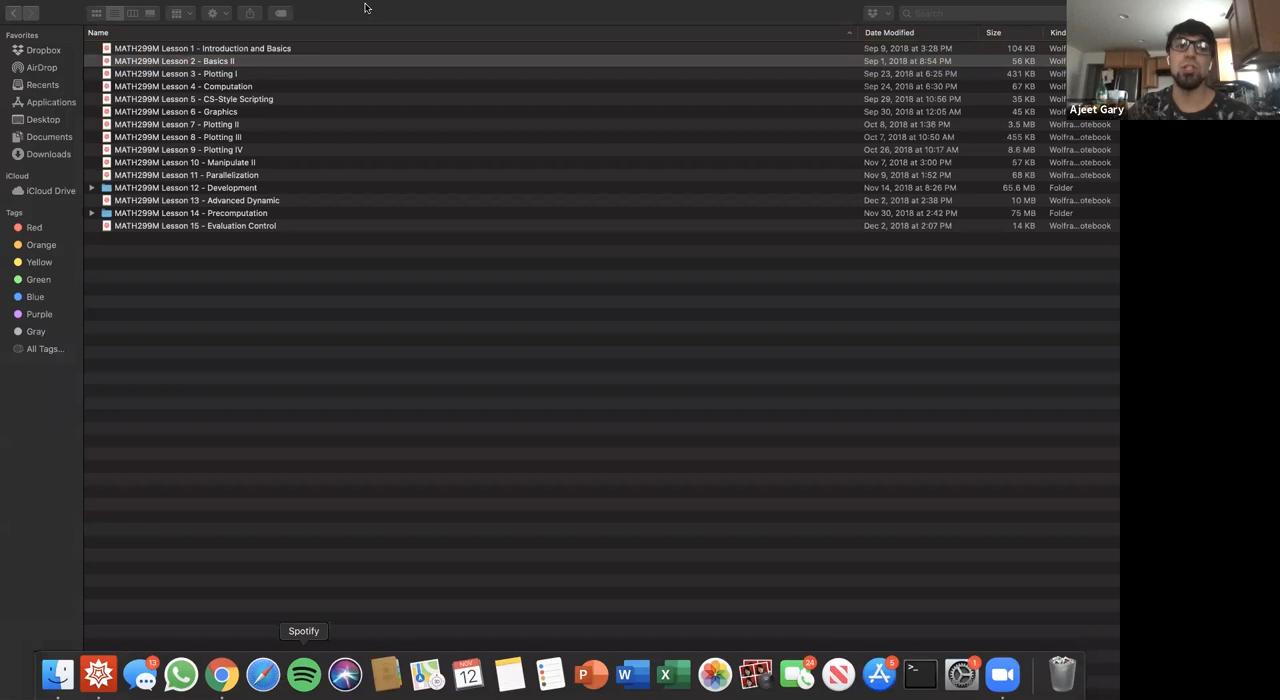 Search
Ajeet Gary
Favorites
Dropbox
AirDrop
Recents
Applications
Desktop
Documents
Downloads
iCloud
iCloud Drive
Tags
Red
Orange
Yellow
Green
Blue
Purple
Gray
All Tags...
Name Date Modified Size Kind
MATH299M Lesson 1 - Introduction and Basics Sep 9, 2018 at 3:28 PM 104 KB Wolf
MATH299M Lesson 2 - Basics II Sep 1, 2018 at 8:54 PM 56 KB Wolf
MATH299M Lesson 3 - Plotting I Sep 23, 2018 at 6:25 PM 431 KB Wolf
MATH299M Lesson 4 - Computation Sep 24, 2018 at 6:30 PM 67 KB Wolf
MATH299M Lesson 5 - CS-Style Scripting Sep 29, 2018 at 10:56 PM 35 KB Wolf
MATH299M Lesson 6 - Graphics Sep 30, 2018 at 12:05 AM 45 KB Wolf
MATH299M Lesson 7 - Plotting II Oct 8, 2018 at 1:36 PM 3.5 MB Wolfra...otebook
MATH299M Lesson 8 - Plotting III Oct 7, 2018 at 10:50 AM 455 KB Wolfra...otebook
MATH299M Lesson 9 - Plotting IV Oct 26, 2018 at 10:17 AM 8.6 MB Wolfra...otebook
MATH299M Lesson 10 - Manipulate II Nov 7, 2018 at 3:00 PM 57 KB Wolfra...otebook
MATH299M Lesson 11 - Parallelization Nov 9, 2018 at 1:52 PM 68 KB Wolfra...otebook
MATH299M Lesson 12 - Development Nov 14, 2018 at 8:26 PM 65.6 MB Folder
MATH299M Lesson 13 - Advanced Dynamic Dec 2, 2018 at 2:38 PM 10 MB Wolfra...otebook
MATH299M Lesson 14 - Precomputation Nov 30, 2018 at 2:42 PM 75 MB Folder
MATH299M Lesson 15 - Evaluation Control Dec 2, 2018 at 2:07 PM 14 KB Wolfra...otebook
Spotify
13
NOV
12
P
W
X
24
5
>_
1